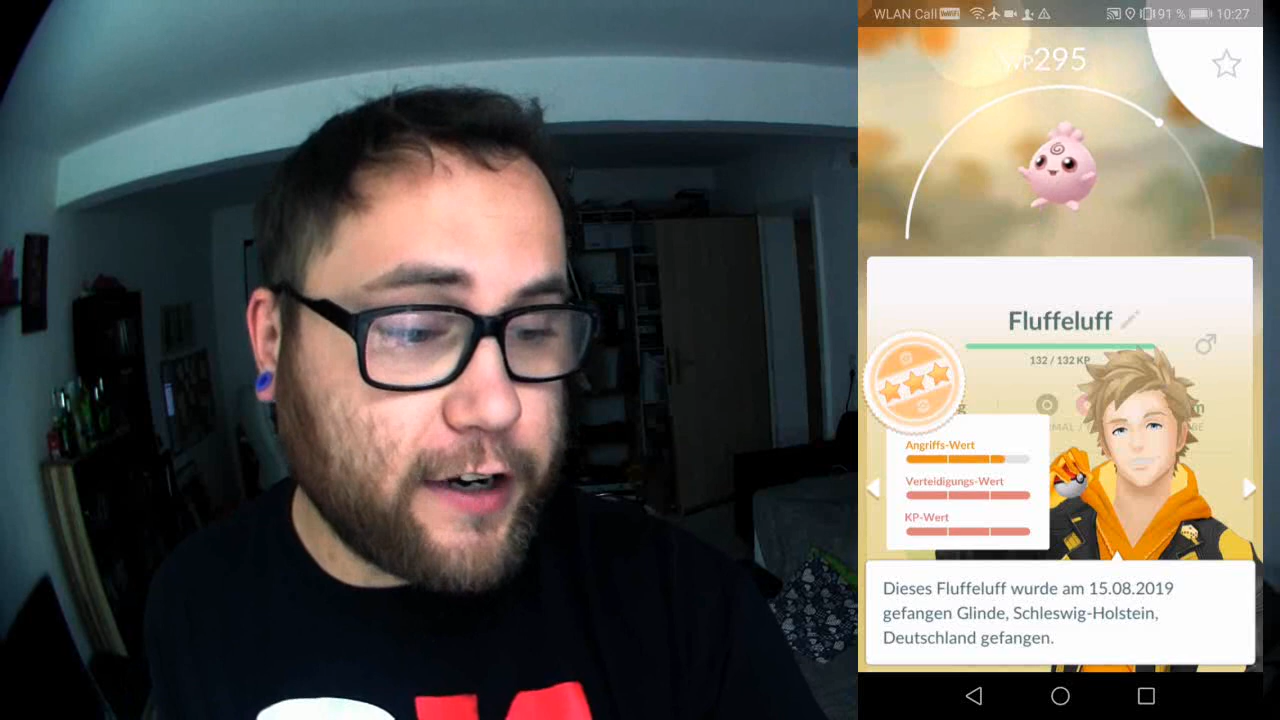 WLAN Call
91 %
10:27
WP295
Fluffeluff
132 / 132 KP
Angriffs-Wert
Verteidigungs-Wert
KP-Wert
Dieses Fluffeluff wurde am 15.08.2019
gefangen Glinde, Schleswig-Holstein,
Deutschland gefangen.